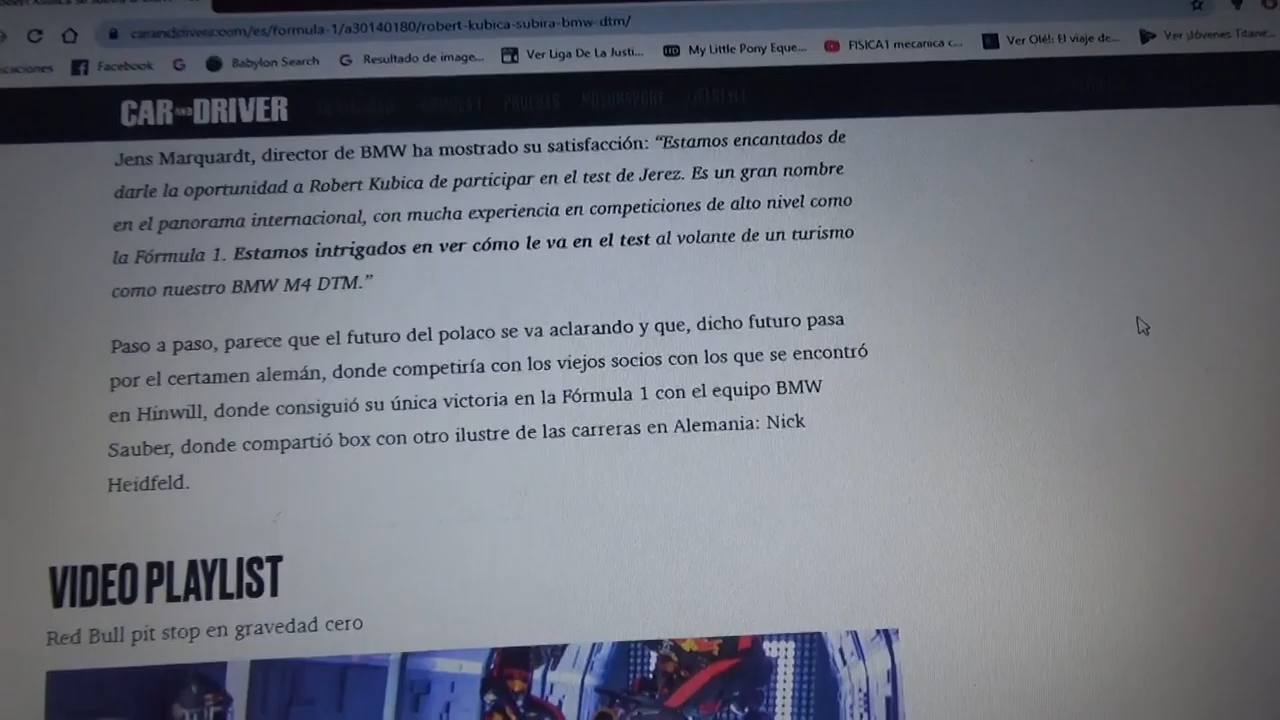 caranddriver.com/es/formula-1/a30140180/robert-kubica-subira-bmw-dtm/
Facebook
Babylon Search
Resultado de image...
Ver Liga De La Justi...
My Little Pony Eque...
FISICA1 mecanica c...
Ver Olé!: El viaje de...
Ver Jóvenes Titane...
CAR AND DRIVER
MOTORSPORT
Jens Marquardt, director de BMW ha mostrado su satisfacción: “Estamos encantados de
darle la oportunidad a Robert Kubica de participar en el test de Jerez. Es un gran nombre
en el panorama internacional, con mucha experiencia en competiciones de alto nivel como
la Fórmula 1. Estamos intrigados en ver cómo le va en el test al volante de un turismo
como nuestro BMW M4 DTM.”
Paso a paso, parece que el futuro del polaco se va aclarando y que, dicho futuro pasa
por el certamen alemán, donde competiría con los viejos socios con los que se encontró
en Hinwill, donde consiguió su única victoria en la Fórmula 1 con el equipo BMW
Sauber, donde compartió box con otro ilustre de las carreras en Alemania: Nick
Heidfeld.
VIDEO PLAYLIST
Red Bull pit stop en gravedad cero